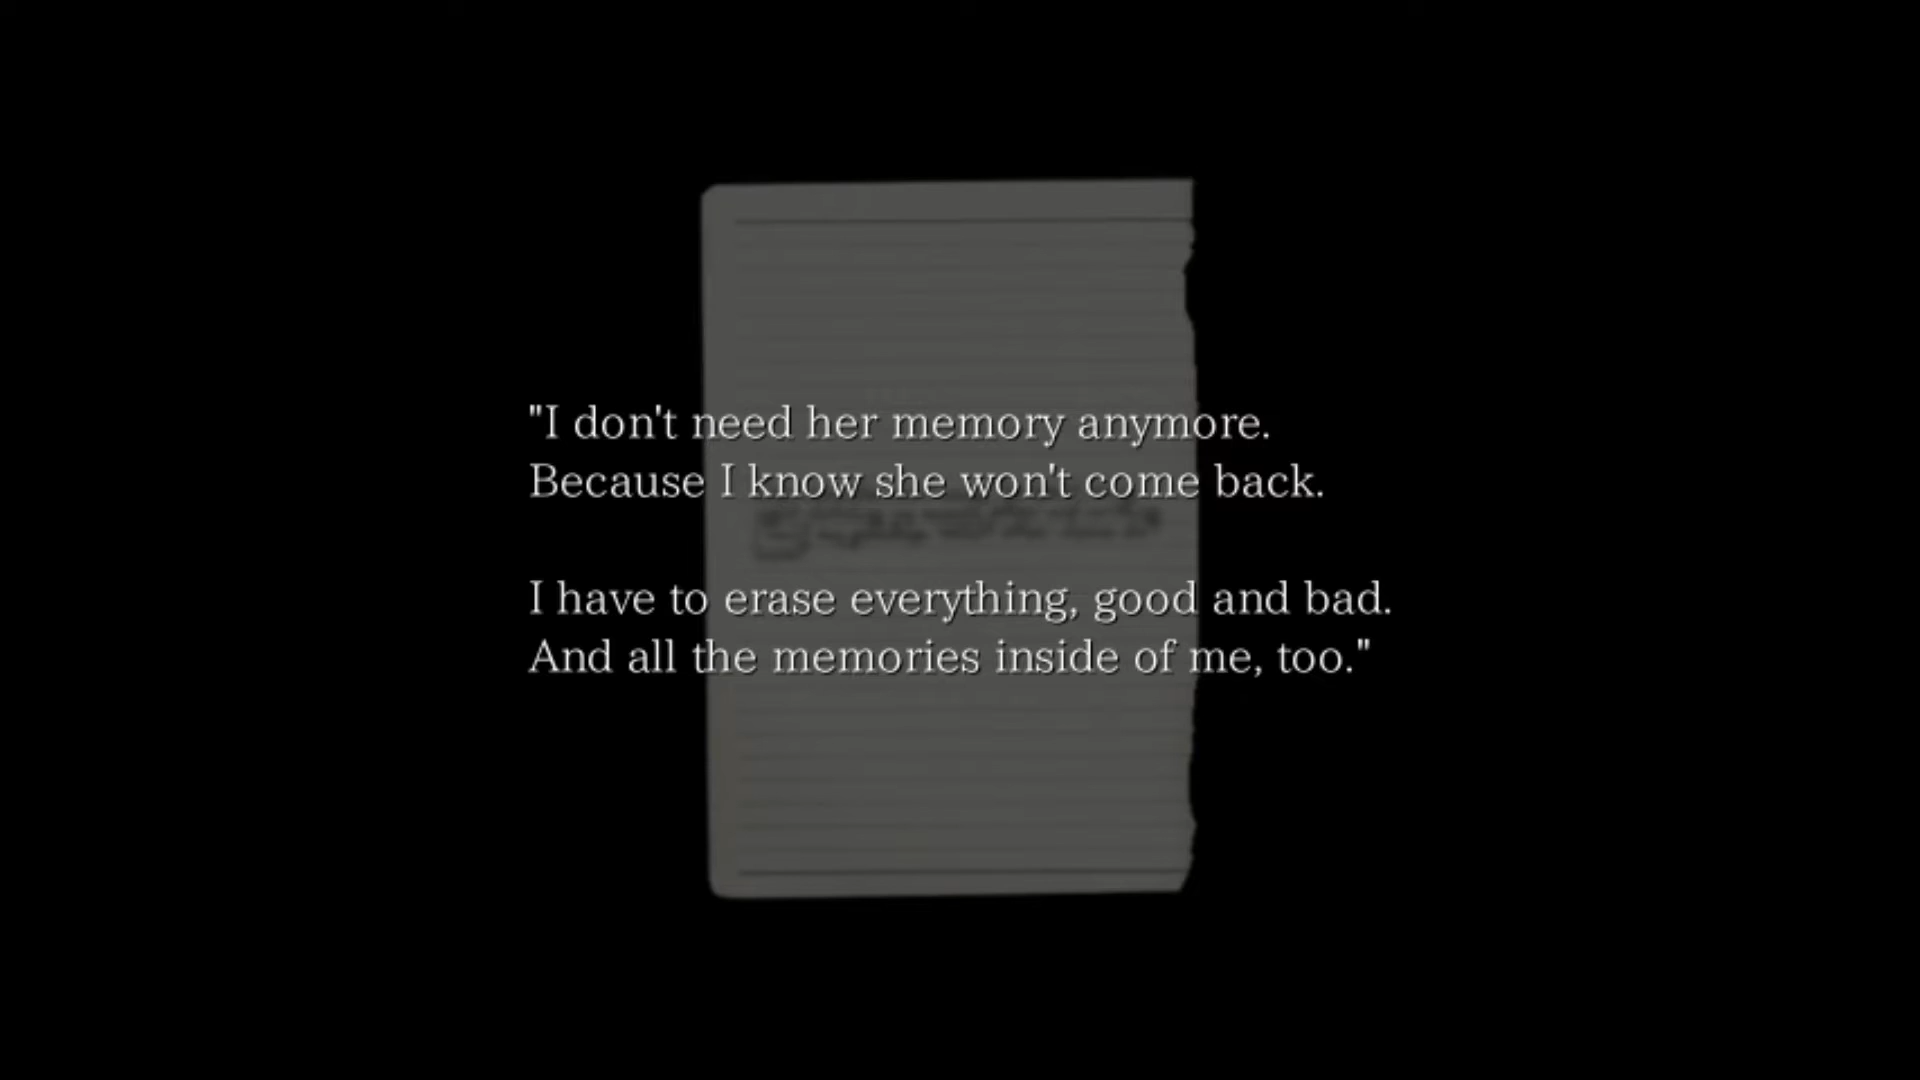 "I don't need her memory anymore.
Because I know she won't come back.
I have to erase everything, good and bad.
And all the memories inside of me, too."